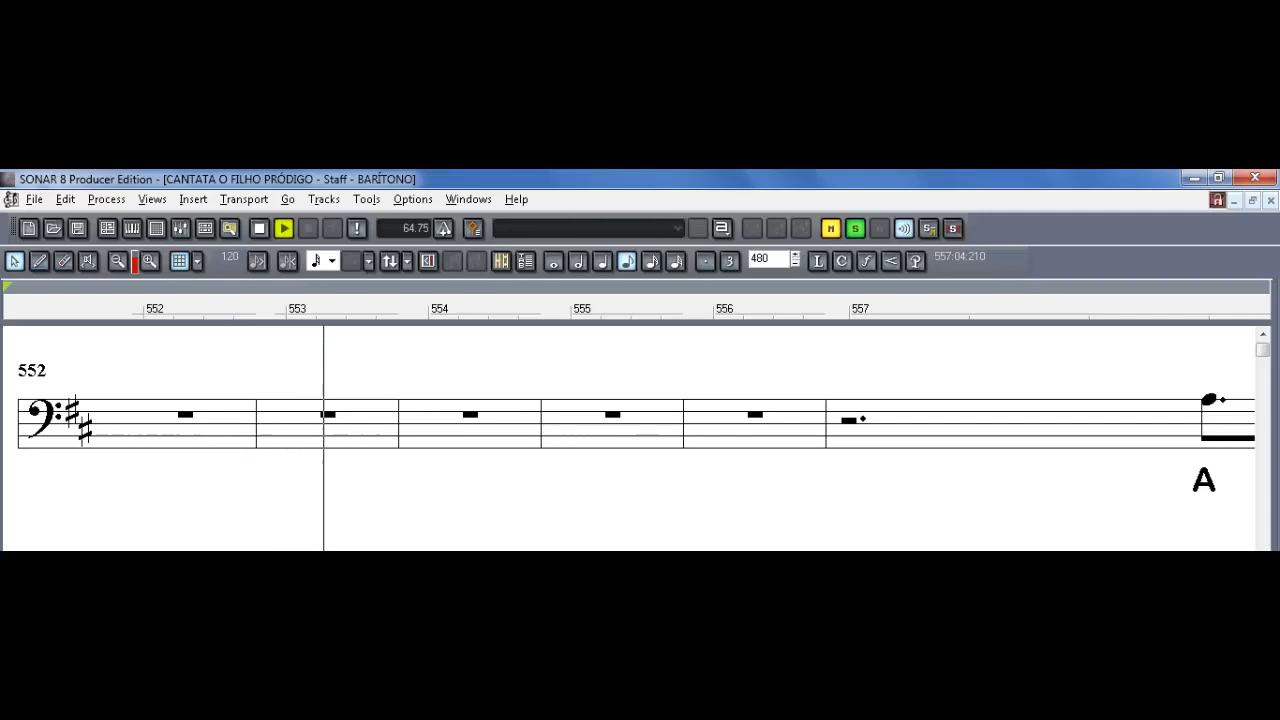 SONAR 8 Producer Edition - [CANTATA O FILHO PRÓDIGO - Staff - BARÍTONO]
File Edit Process Views Insert Transport Go Tracks Tools Options Windows Help
64.75 M S
120 3 480 L C f < 557:04:210
552 553 554 555 556 557
552
A